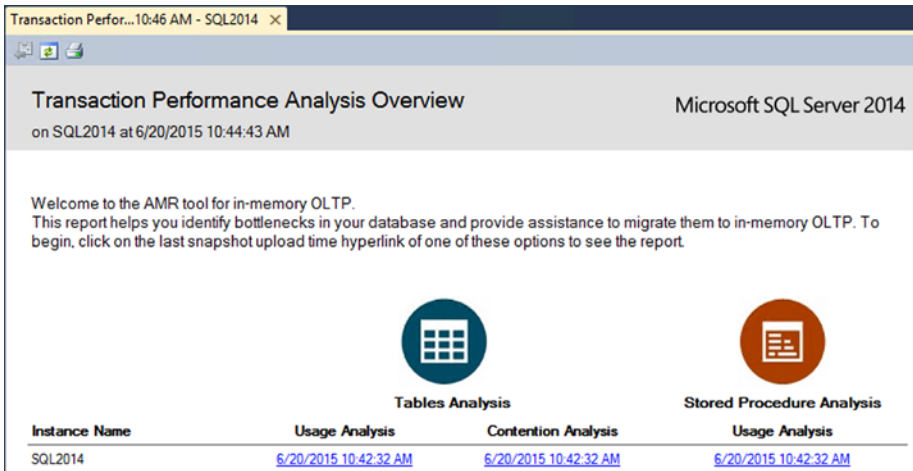 Transaction Perfor...10:46 AM - SQL2014
Transaction Performance Analysis Overview
Microsoft SQL Server 2014
on SQL2014 at 6/20/2015 10:44:43 AM
Welcome to the AMR tool for in-memory OLTP.
This report helps you identify bottlenecks in your database and provide assistance to migrate them to in-memory OLTP. To
begin, click on the last snapshot upload time hyperlink of one of these options to see the report.
Tables Analysis Stored Procedure Analysis
Instance Name Usage Analysis Contention Analysis Usage Analysis
SQL2014 6/20/2015 10:42:32 AM 6/20/2015 10:42:32 AM 6/20/2015 10:42:32 AM